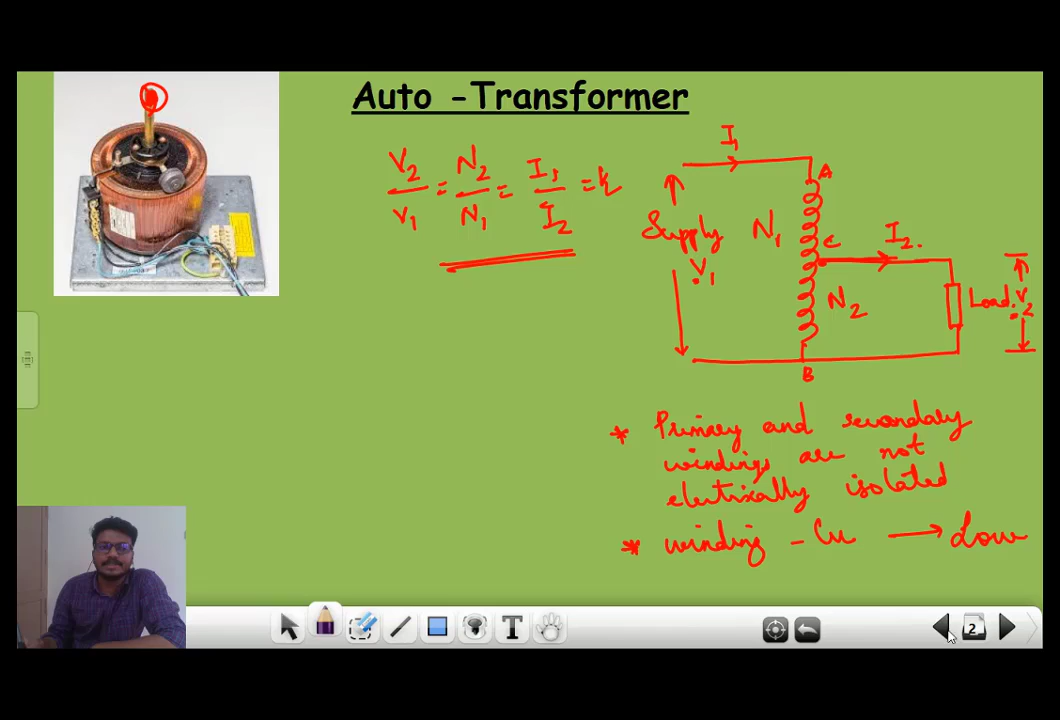 Auto -Transformer
V2/V1 = N2/N1 = I1/I2 = k
I1
A
Supply
V1
N1
C
I2.
N2
Load
V2
B
* Primary and secondary
windings are not
electrically isolated
* winding - Cu → Low
T
2